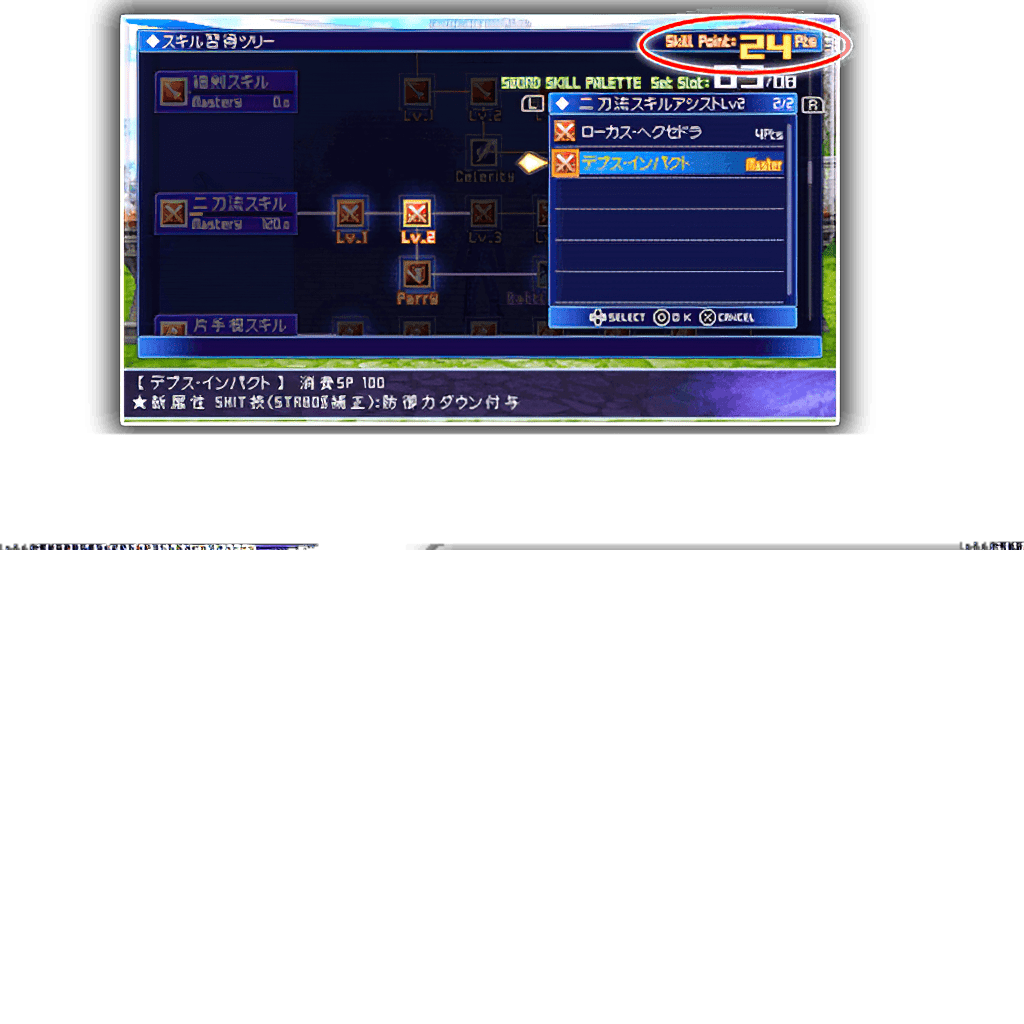 ◆スキル習得ツリー
Skill Point: 24 Pts
細剣スキル
Mastery 0.0
Lv.1 Lv.2
SWORD SKILL PALETTE Set Slot: 03/08
L ◆ 二刀流スキルアシストLv2 2/2 R
ローカス・ヘクセドラ 4Pts
デプス・インパクト Master
Celerity
二刀流スキル
Mastery 120.0
Lv.1 Lv.2 Lv.3
Parry
片手棍スキル
SELECT OK CANCEL
【 デプス・インパクト 】 消費SP 100
★斬属性 5HIT技(STR80%補正):防御力ダウン付与